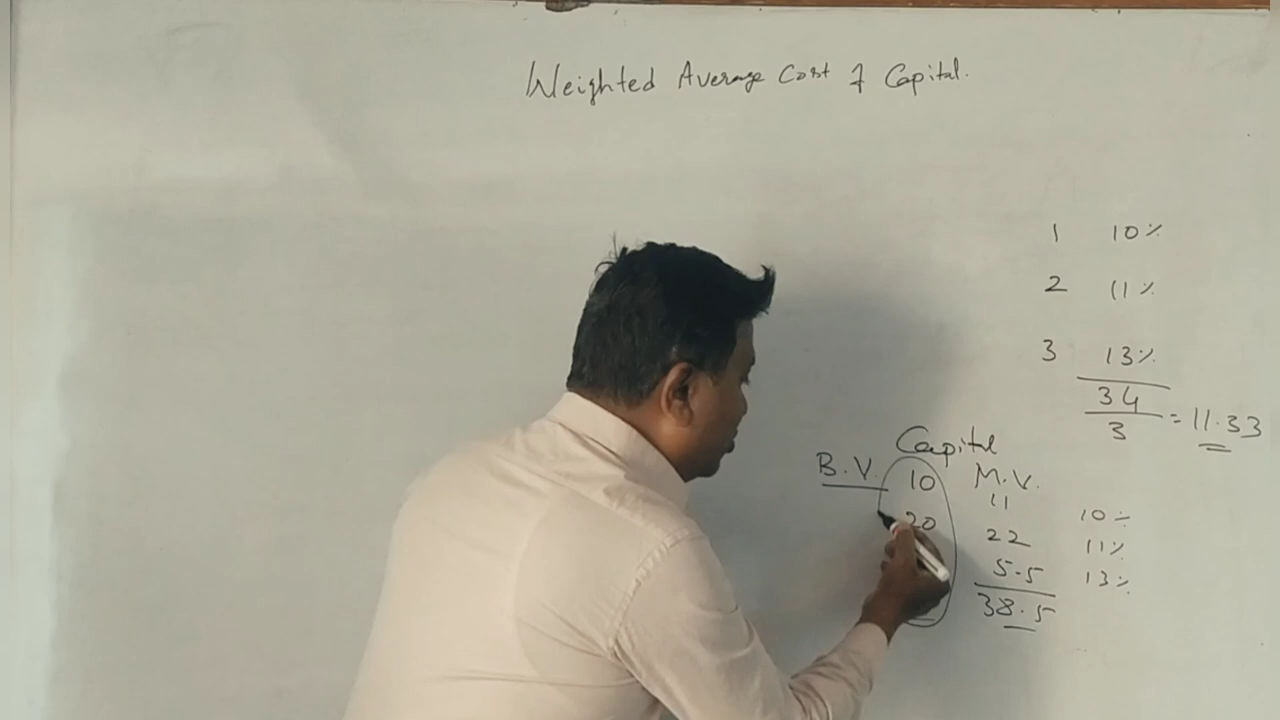 Weighted Average Cost of Capital.
1 10%
2 11%
3 13%
34
3 = 11.33
Capital
B.V. 10 M.V.
11
20 10%
22 11%
5.5 13%
38.5